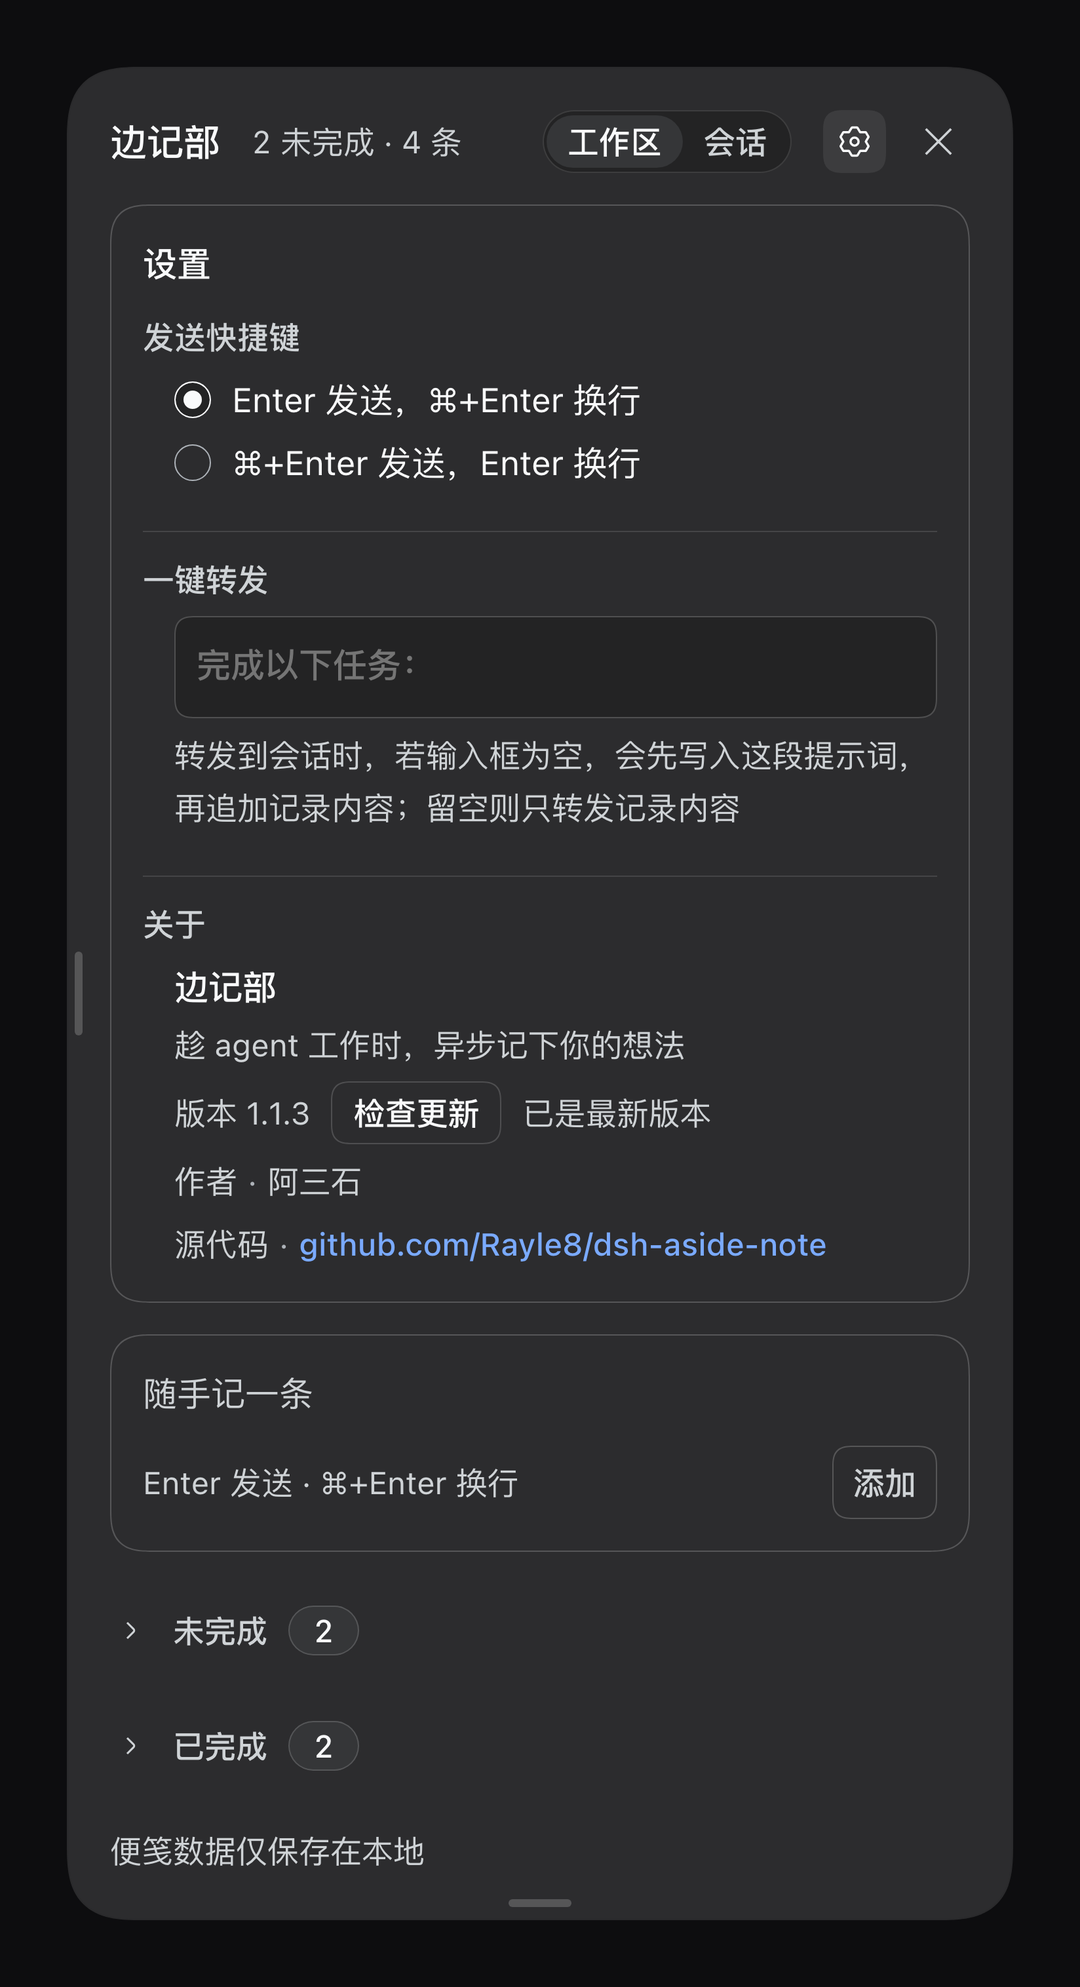 边记部 2 未完成 · 4 条 工作区 会话
设置
发送快捷键
Enter 发送，⌘+Enter 换行
⌘+Enter 发送，Enter 换行
一键转发
完成以下任务：
转发到会话时，若输入框为空，会先写入这段提示词，
再追加记录内容；留空则只转发记录内容
关于
边记部
趁 agent 工作时，异步记下你的想法
版本 1.1.3 检查更新 已是最新版本
作者 · 阿三石
源代码 · github.com/Rayle8/dsh-aside-note
随手记一条
Enter 发送 · ⌘+Enter 换行 添加
未完成 2
已完成 2
便笺数据仅保存在本地